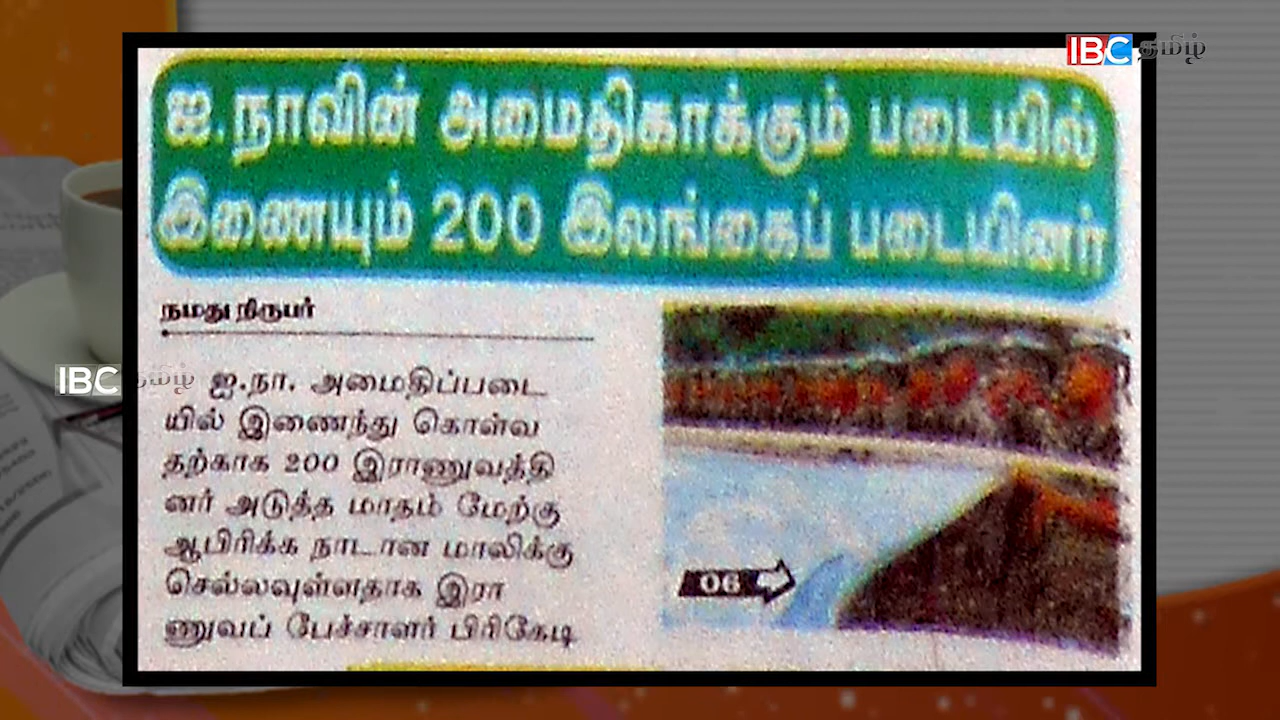 IBC தமிழ்
ஐ.நாவின் அமைதிகாக்கும் படையில்
இணையும் 200 இலங்கைப் படையினர்
நமது நிருபர்
IBC தமிழ்
ஐ.நா. அமைதிப்படை
யில் இணைந்து கொள்வ
தற்காக 200 இராணுவத்தி
னர் அடுத்த மாதம் மேற்கு
ஆபிரிக்க நாடான மாலிக்கு
செல்லவுள்ளதாக இரா
ணுவப் பேச்சாளர் பிரிகேடி
06